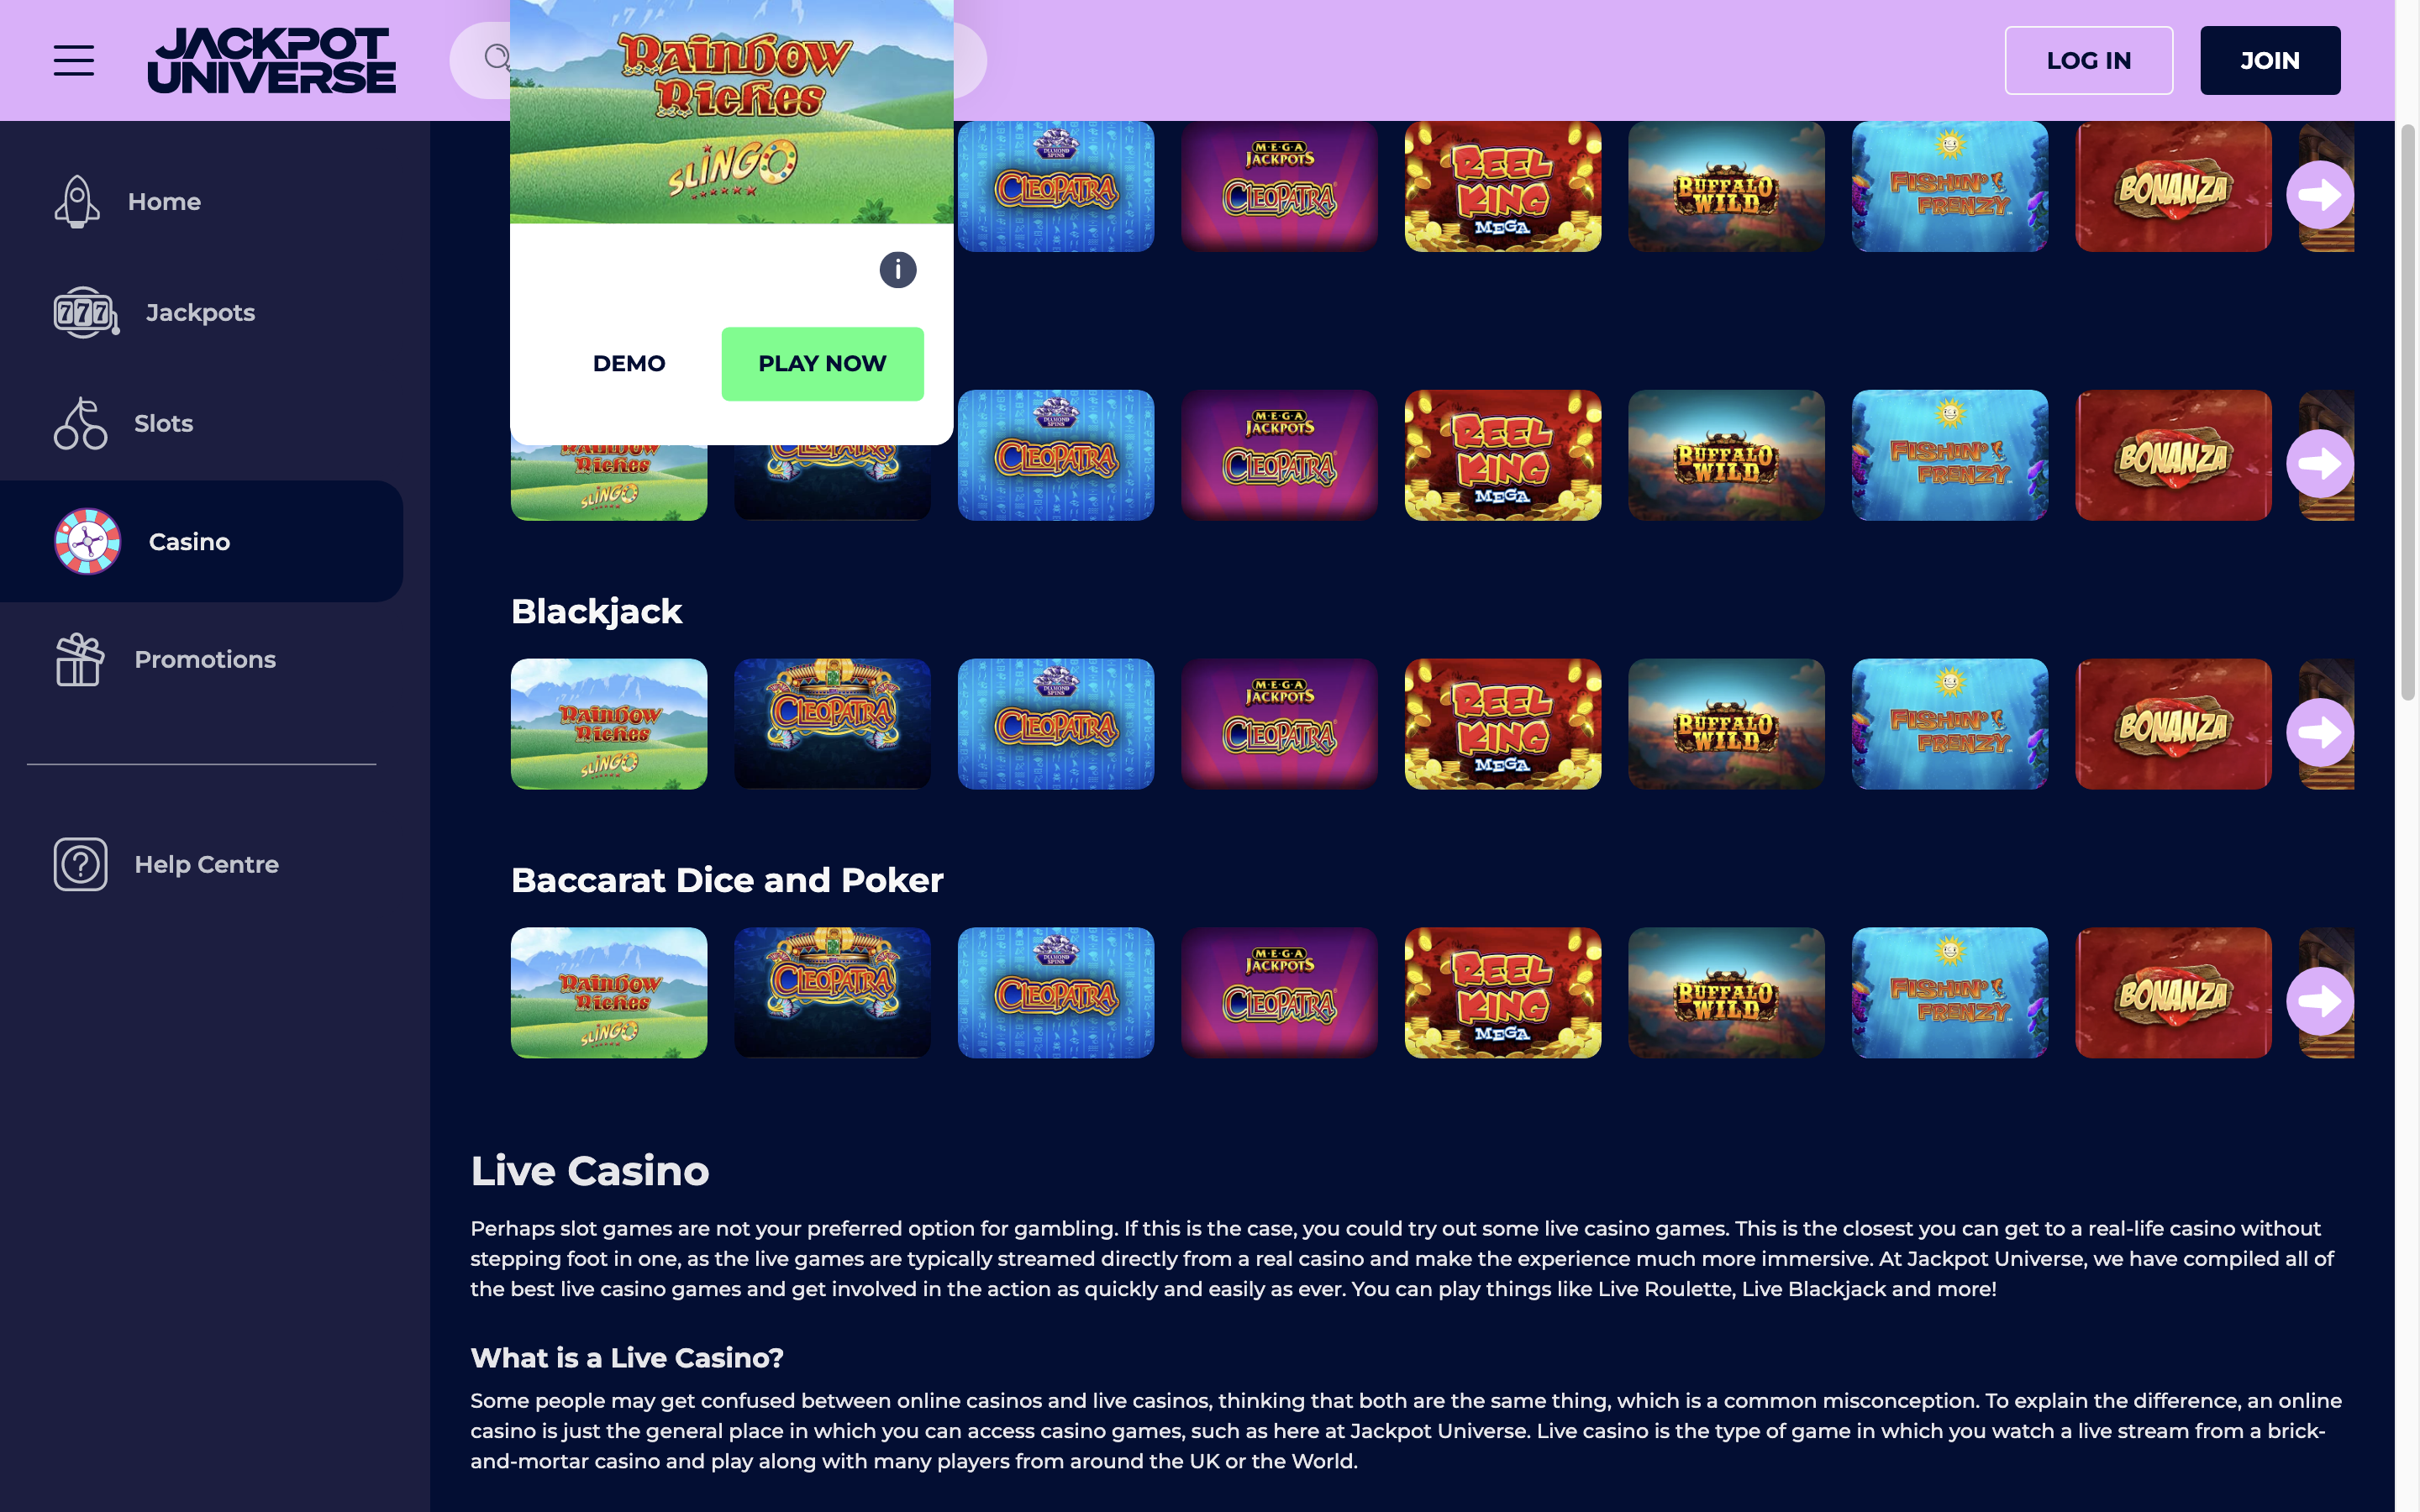 JACKPOT
UNIVERSE
LOG IN
JOIN
Home
Jackpots
777
Slots
Casino
Promotions
Help Centre
Rainbow
Riches
SLINGO
i
DEMO
PLAY NOW
DIAMOND
SPINS
CLEOPATRA
MEGA
JACKPOTS
CLEOPATRA
REEL
KING
MEGA
BUFFALO
WILD
FISHIN'
FRENZY
BONANZA
Rainbow
Riches
SLINGO
CLEOPATRA
DIAMOND
SPINS
CLEOPATRA
MEGA
JACKPOTS
CLEOPATRA
REEL
KING
MEGA
BUFFALO
WILD
FISHIN'
FRENZY
BONANZA
Blackjack
Rainbow
Riches
SLINGO
CLEOPATRA
DIAMOND
SPINS
CLEOPATRA
MEGA
JACKPOTS
CLEOPATRA
REEL
KING
MEGA
BUFFALO
WILD
FISHIN'
FRENZY
BONANZA
Baccarat Dice and Poker
Rainbow
Riches
SLINGO
CLEOPATRA
DIAMOND
SPINS
CLEOPATRA
MEGA
JACKPOTS
CLEOPATRA
REEL
KING
MEGA
BUFFALO
WILD
FISHIN'
FRENZY
BONANZA
Live Casino
Perhaps slot games are not your preferred option for gambling. If this is the case, you could try out some live casino games. This is the closest you can get to a real-life casino without
stepping foot in one, as the live games are typically streamed directly from a real casino and make the experience much more immersive. At Jackpot Universe, we have compiled all of
the best live casino games and get involved in the action as quickly and easily as ever. You can play things like Live Roulette, Live Blackjack and more!
What is a Live Casino?
Some people may get confused between online casinos and live casinos, thinking that both are the same thing, which is a common misconception. To explain the difference, an online
casino is just the general place in which you can access casino games, such as here at Jackpot Universe. Live casino is the type of game in which you watch a live stream from a brick-
and-mortar casino and play along with many players from around the UK or the World.